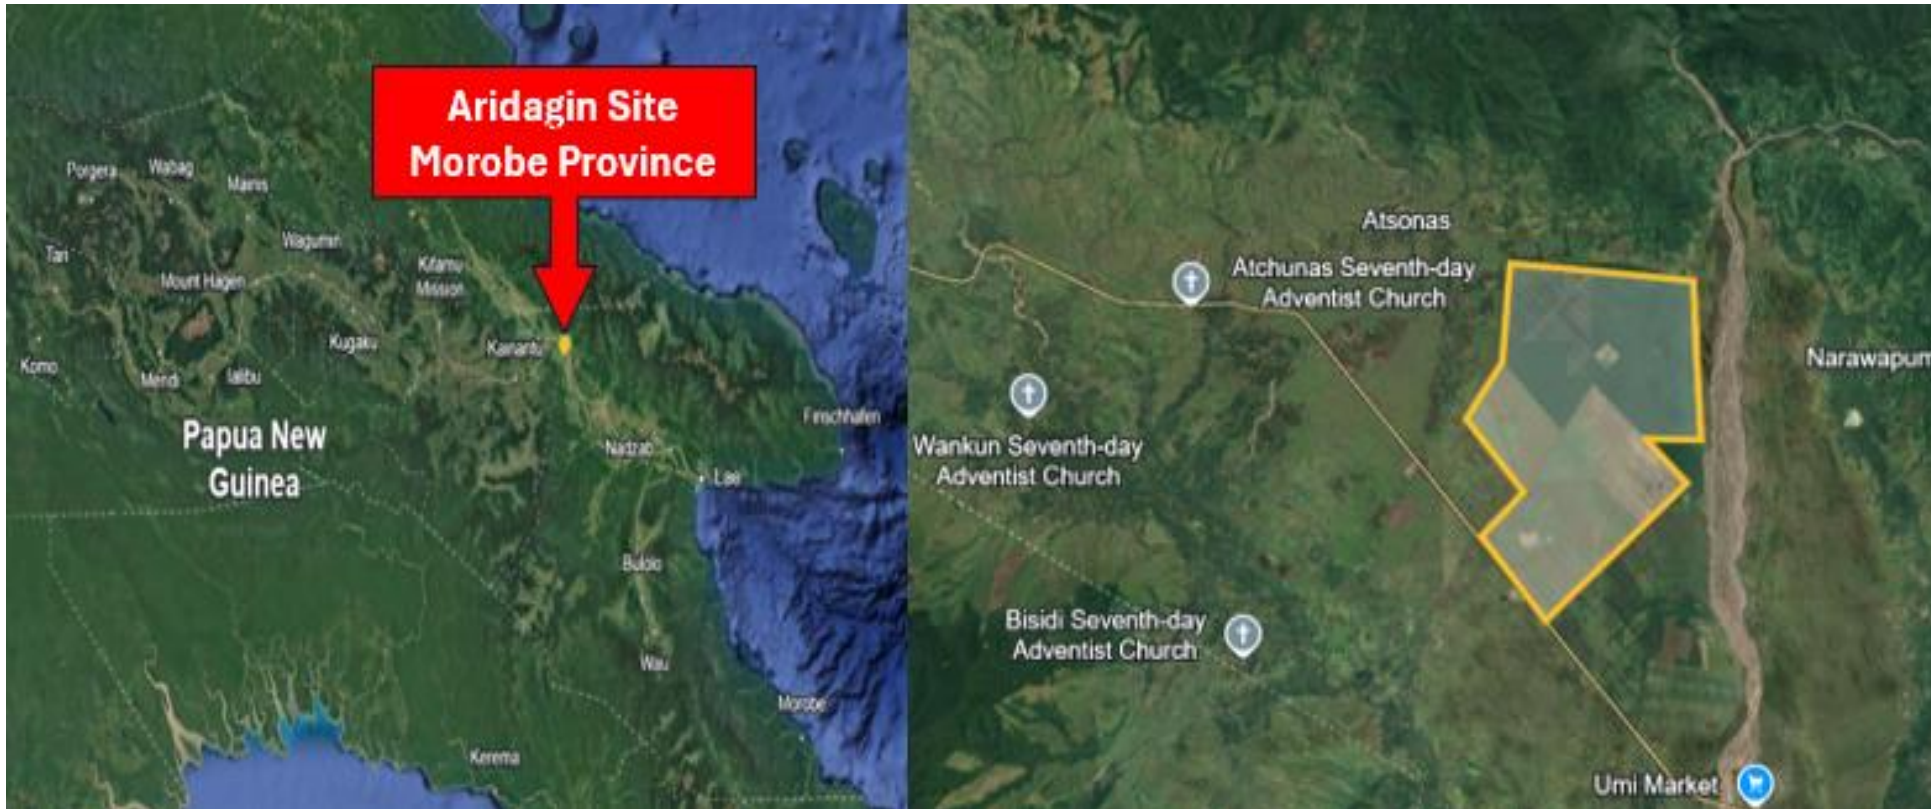 Aridagin Site
Morobe Province
Porgera
Wabag
Mainis
Tari
Wagumin
Mount Hagen
Kifamu
Mission
Kugaku
Kainantu
Komo
Mendi
Ialibu
Papua New
Guinea
Nadzab
Lae
Finschhafen
Bulolo
Wau
Morobe
Kerema
Atsonas
Atchunas Seventh-day
Adventist Church
Narawapum
Wankun Seventh-day
Adventist Church
Bisidi Seventh-day
Adventist Church
Umi Market